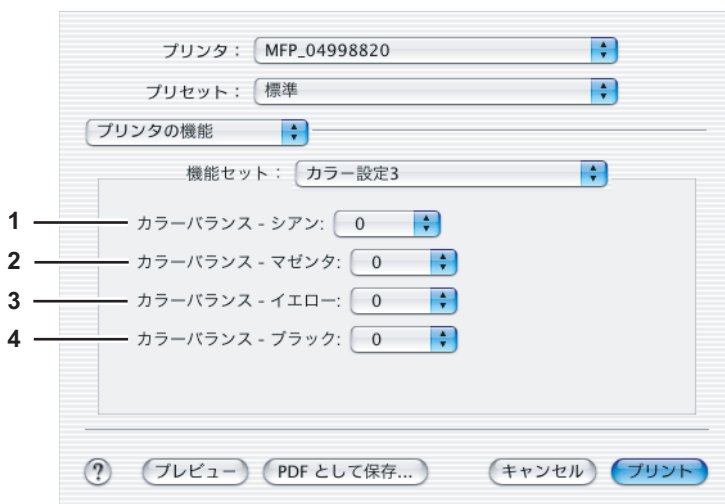 プリンタ： MFP_04998820
プリセット： 標準
プリンタの機能
機能セット： カラー設定3
1 カラーバランス - シアン: 0
2 カラーバランス - マゼンタ: 0
3 カラーバランス - イエロー: 0
4 カラーバランス - ブラック: 0
? プレビュー PDF として保存... キャンセル プリント